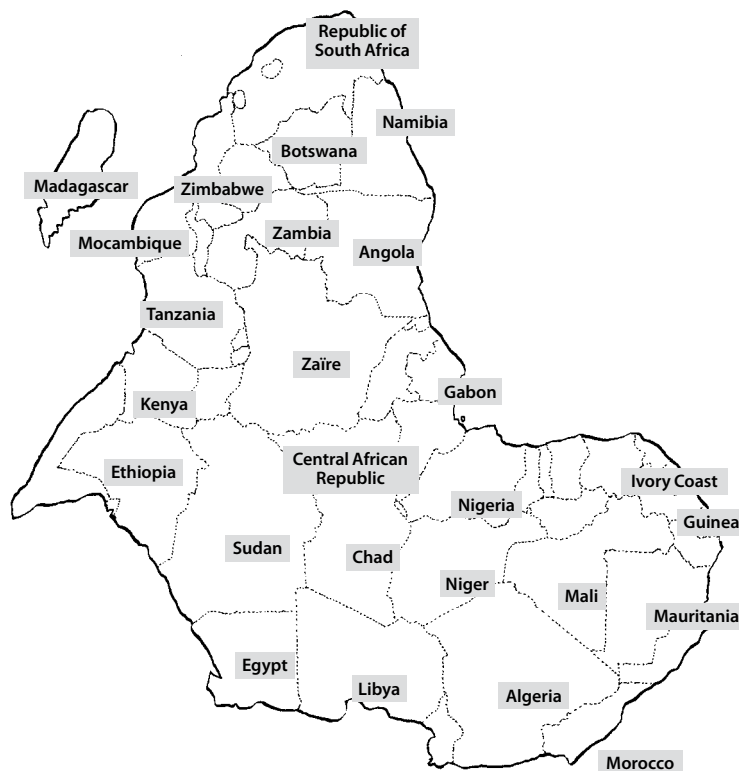 Republic of
South Africa
Namibia
Botswana
Madagascar
Zimbabwe
Mocambique
Zambia
Angola
Tanzania
Zaïre
Gabon
Kenya
Central African
Republic
Ethiopia
Ivory Coast
Nigeria
Guinea
Sudan
Chad
Niger
Mali
Mauritania
Egypt
Libya
Algeria
Morocco